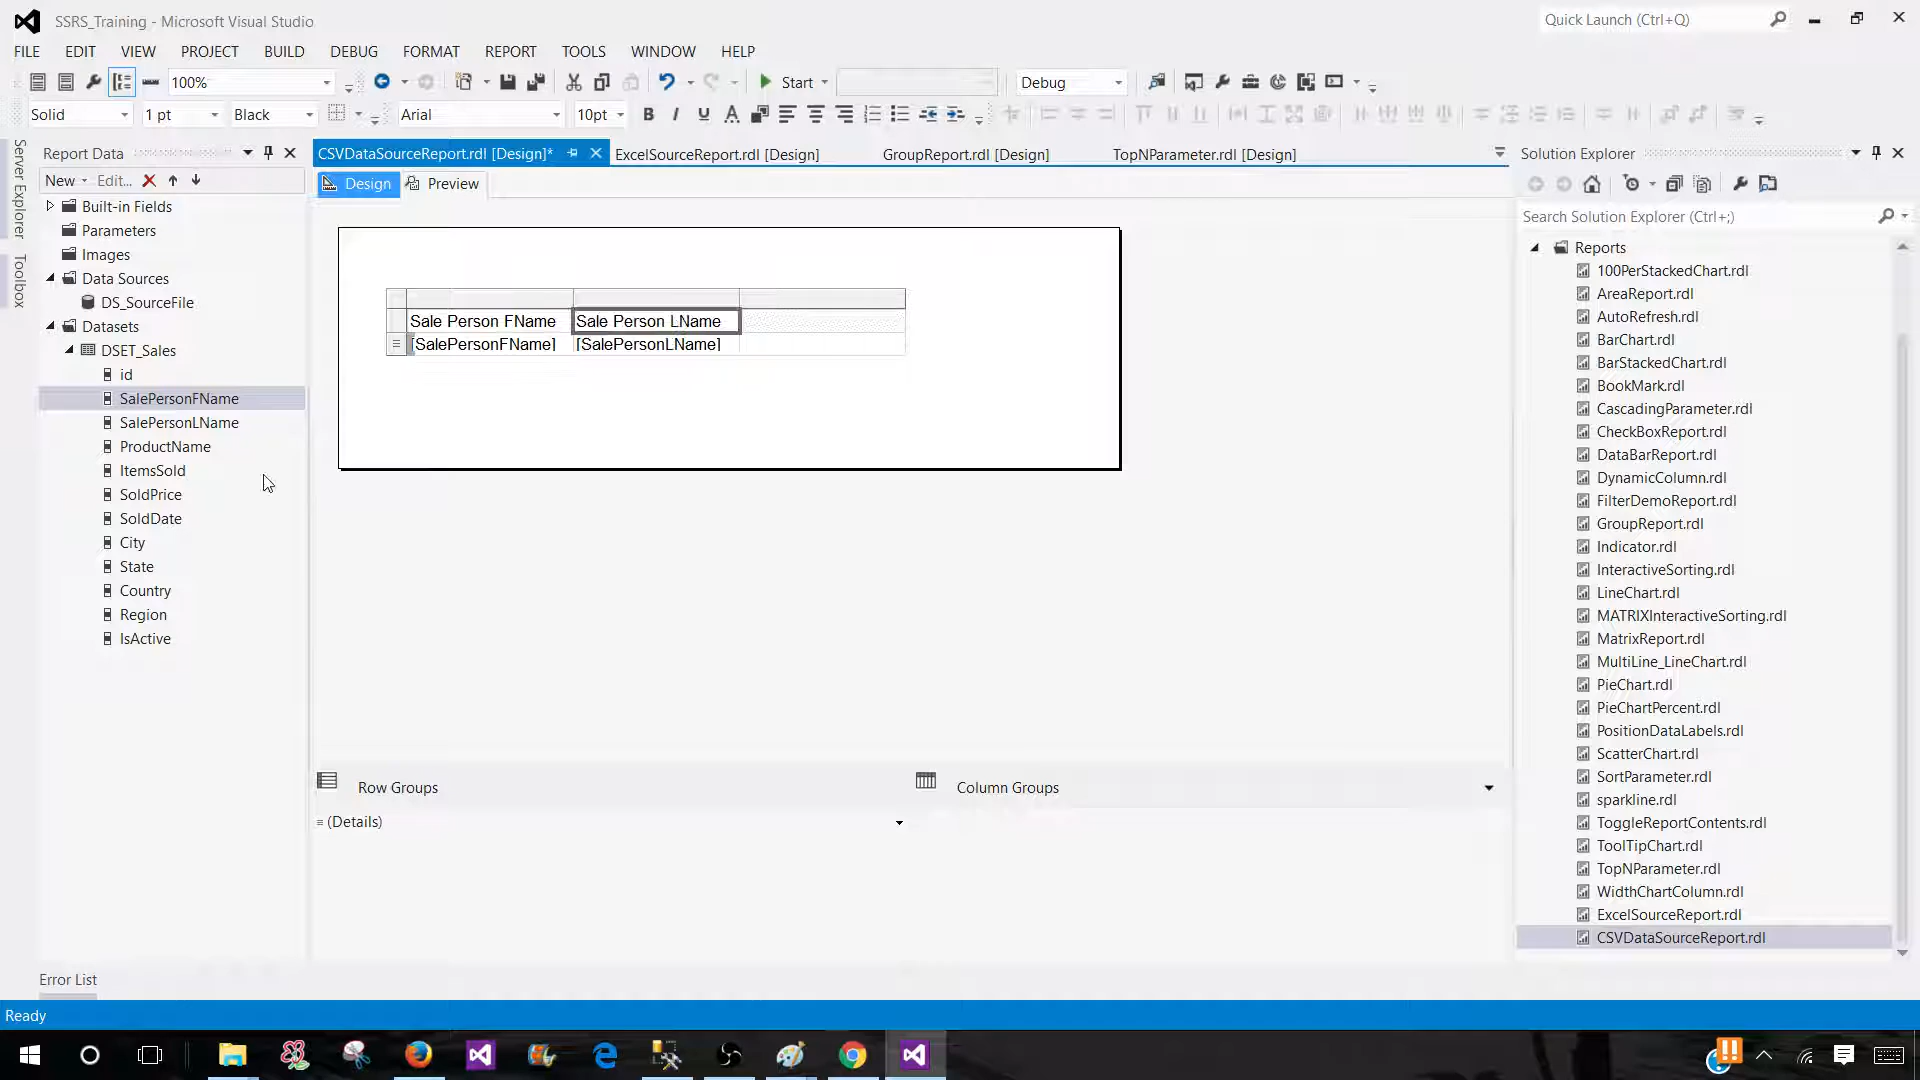 SSRS_Training - Microsoft Visual Studio
Quick Launch (Ctrl+Q)
FILE EDIT VIEW PROJECT BUILD DEBUG FORMAT REPORT TOOLS WINDOW HELP
100% Start Debug
Solid 1 pt Black Arial 10pt B I U A
Server Explorer
Toolbox
Report Data
New Edit...
Built-in Fields
Parameters
Images
Data Sources
DS_SourceFile
Datasets
DSET_Sales
id
SalePersonFName
SalePersonLName
ProductName
ItemsSold
SoldPrice
SoldDate
City
State
Country
Region
IsActive
CSVDataSourceReport.rdl [Design]* ExcelSourceReport.rdl [Design] GroupReport.rdl [Design] TopNParameter.rdl [Design]
Design Preview
Sale Person FName Sale Person LName
[SalePersonFName] [SalePersonLName]
Row Groups Column Groups
(Details)
Solution Explorer
Search Solution Explorer (Ctrl+;)
Reports
100PerStackedChart.rdl
AreaReport.rdl
AutoRefresh.rdl
BarChart.rdl
BarStackedChart.rdl
BookMark.rdl
CascadingParameter.rdl
CheckBoxReport.rdl
DataBarReport.rdl
DynamicColumn.rdl
FilterDemoReport.rdl
GroupReport.rdl
Indicator.rdl
InteractiveSorting.rdl
LineChart.rdl
MATRIXInteractiveSorting.rdl
MatrixReport.rdl
MultiLine_LineChart.rdl
PieChart.rdl
PieChartPercent.rdl
PositionDataLabels.rdl
ScatterChart.rdl
SortParameter.rdl
sparkline.rdl
ToggleReportContents.rdl
ToolTipChart.rdl
TopNParameter.rdl
WidthChartColumn.rdl
ExcelSourceReport.rdl
CSVDataSourceReport.rdl
Error List
Ready